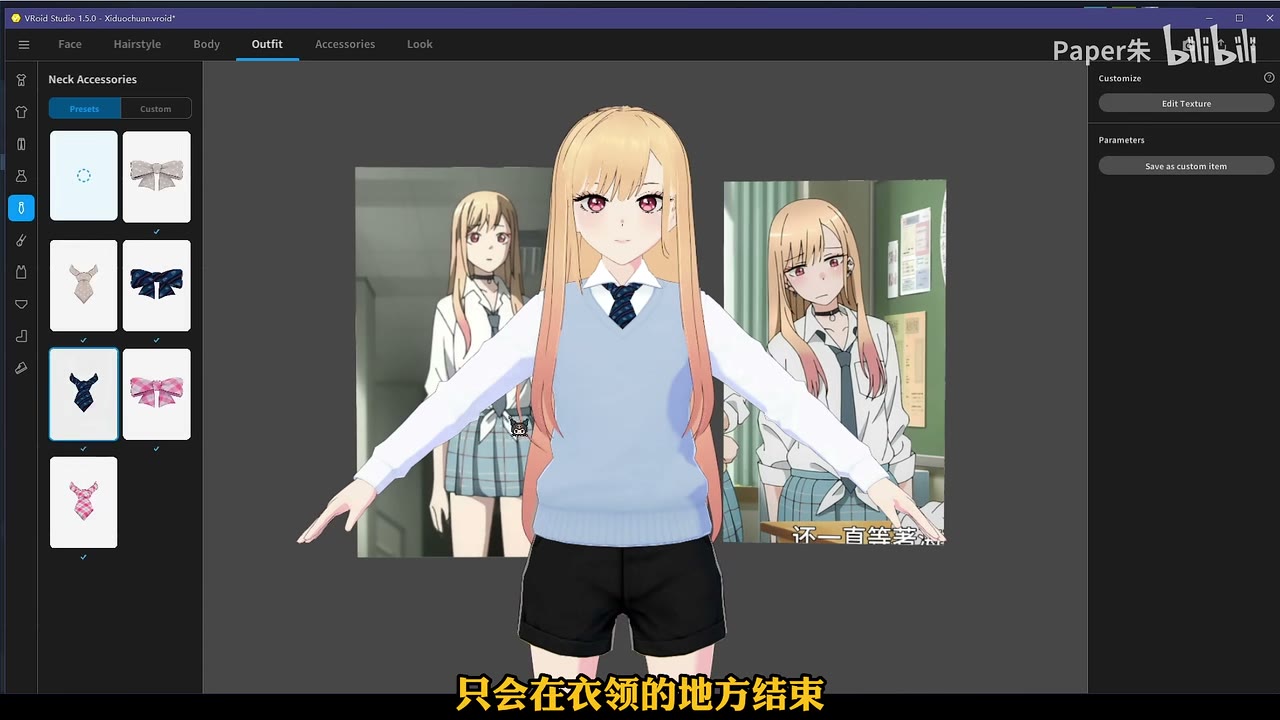 VRoid Studio 1.5.0 - Xiduochuan.vroid*
Face
Hairstyle
Body
Outfit
Accessories
Look
Paper朱 bilibili
Neck Accessories
Presets
Custom
Customize
Edit Texture
Parameters
Save as custom item
还一直等著
只会在衣领的地方结束